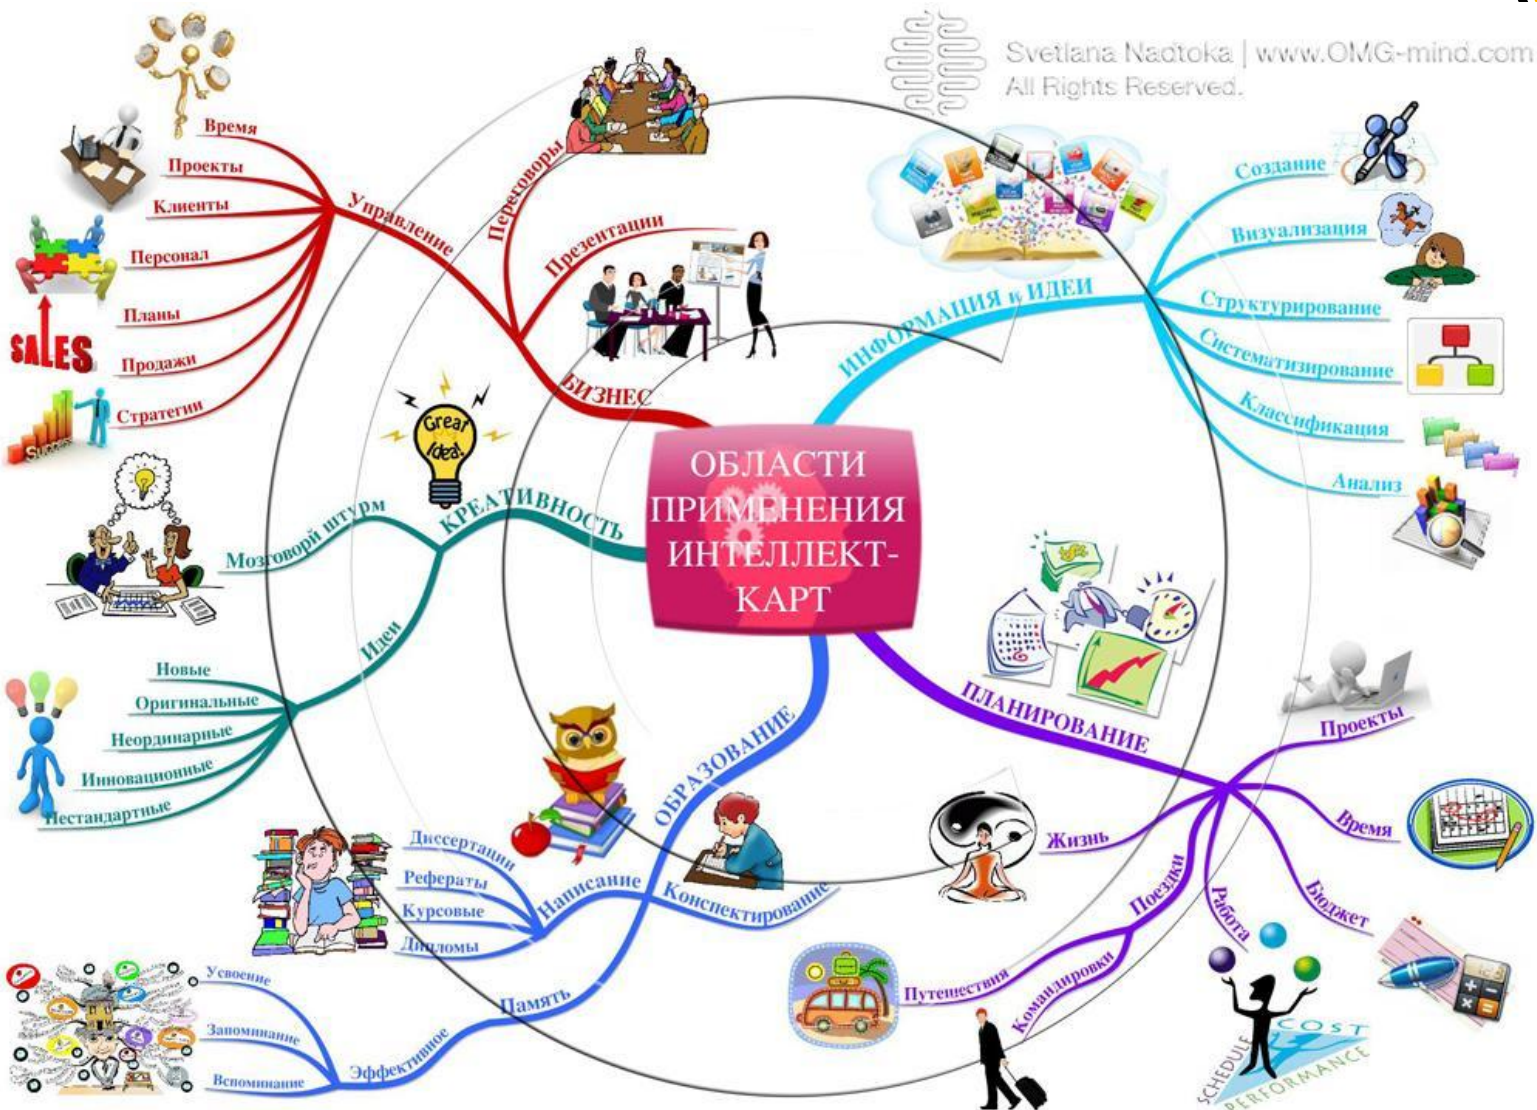 Svetlana Nadtoka | www.OMG-mind.com
All Rights Reserved.
ОБЛАСТИ
ПРИМЕНЕНИЯ
ИНТЕЛЛЕКТ-
КАРТ
ИНФОРМАЦИЯ и ИДЕИ
Создание
Визуализация
Структурирование
Систематизирование
Классификация
Анализ
ПЛАНИРОВАНИЕ
Проекты
Время
Бюджет
Работа
Поездки
Путешествия
Командировки
Жизнь
SCHEDULE
COST
PERFORMANCE
ОБРАЗОВАНИЕ
Конспектирование
Написание
Диссертации
Рефераты
Курсовые
Дипломы
Память
Эффективное
Усвоение
Запоминание
Вспоминание
КРЕАТИВНОСТЬ
Great
Idea!
Мозговорй штурм
Идеи
Новые
Оригинальные
Неординарные
Инновационные
Нестандартные
БИЗНЕС
Презентации
Переговоры
Управление
Время
Проекты
Клиенты
Персонал
Планы
Продажи
Стратегии
SALES
Success